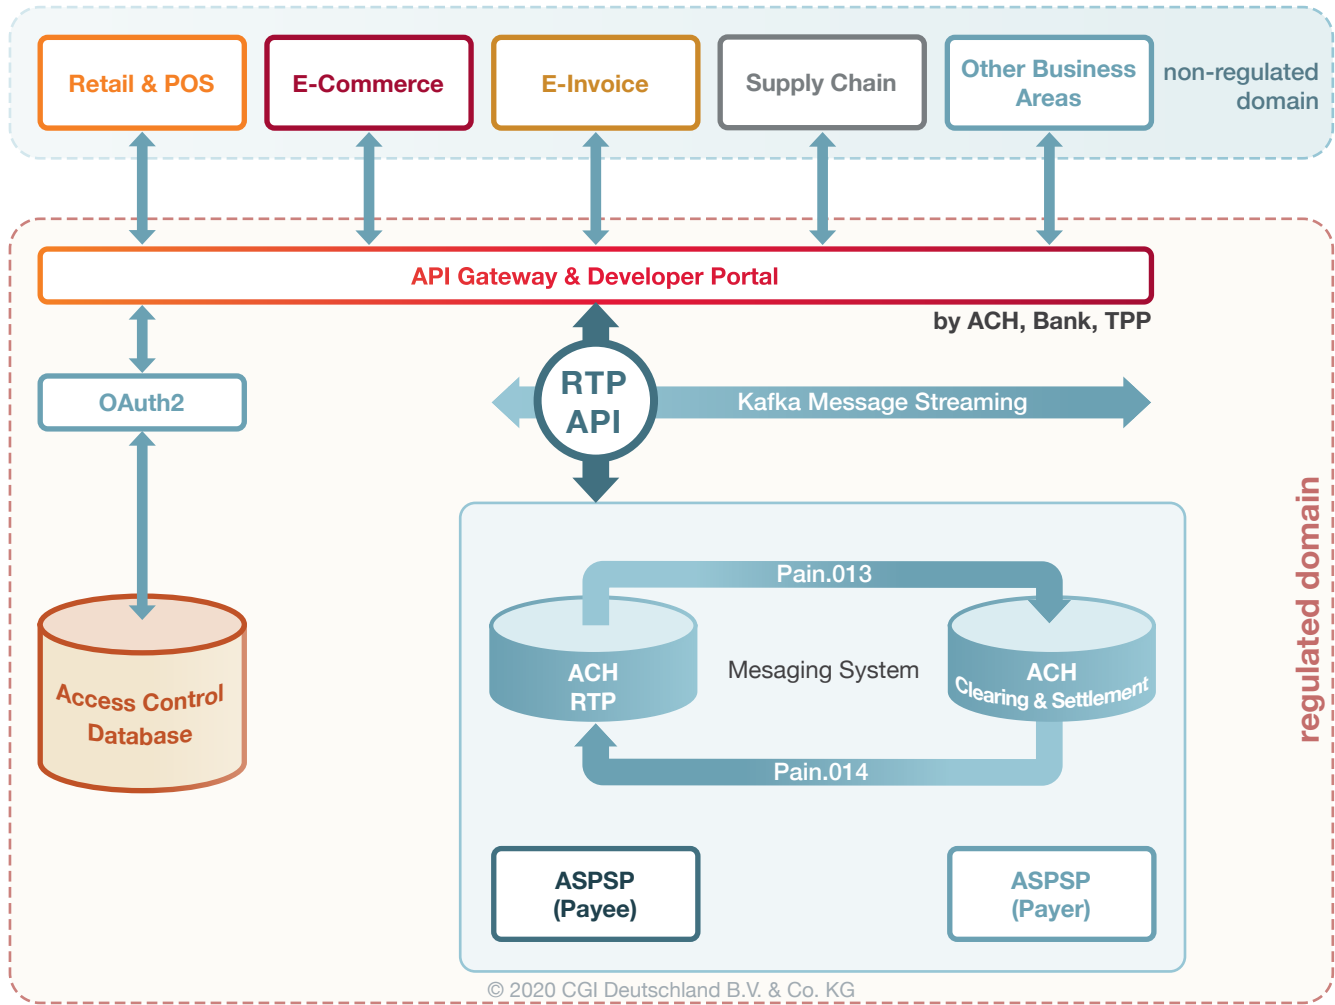 Retail & POS
E-Commerce
E-Invoice
Supply Chain
Other Business
Areas
non-regulated
domain
API Gateway & Developer Portal
by ACH, Bank, TPP
OAuth2
RTP
API
Kafka Message Streaming
regulated domain
Pain.013
Access Control
Database
ACH
RTP
Mesaging System
ACH
Clearing & Settlement
Pain.014
ASPSP
(Payee)
ASPSP
(Payer)
© 2020 CGI Deutschland B.V. & Co. KG